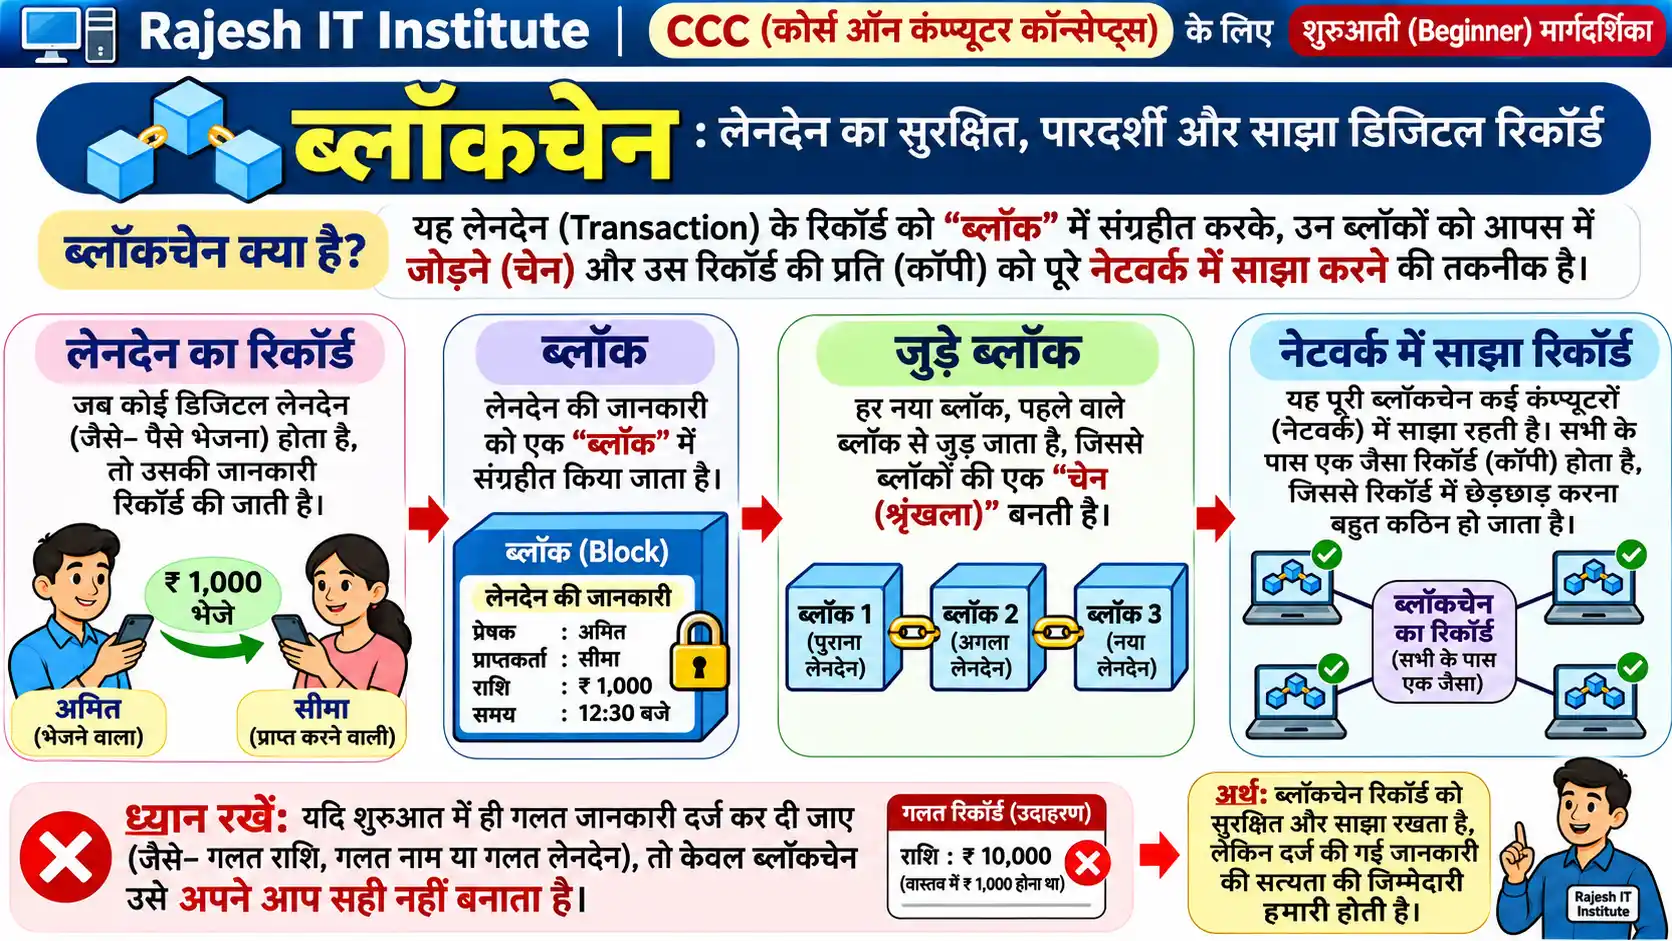 Rajesh IT Institute | CCC (कोर्स ऑन कंप्यूटर कॉन्सेप्ट्स) के लिए शुरुआती (Beginner) मार्गदर्शिका
ब्लॉकचेन : लेनदेन का सुरक्षित, पारदर्शी और साझा डिजिटल रिकॉर्ड
ब्लॉकचेन क्या है?
यह लेनदेन (Transaction) के रिकॉर्ड को “ब्लॉक” में संग्रहीत करके, उन ब्लॉकों को आपस में
जोड़ने (चेन) और उस रिकॉर्ड की प्रति (कॉपी) को पूरे नेटवर्क में साझा करने की तकनीक है।
लेनदेन का रिकॉर्ड
जब कोई डिजिटल लेनदेन
(जैसे– पैसे भेजना) होता है,
तो उसकी जानकारी
रिकॉर्ड की जाती है।
₹ 1,000
भेजे
अमित
(भेजने वाला)
सीमा
(प्राप्त करने वाली)
ब्लॉक
लेनदेन की जानकारी
को एक “ब्लॉक” में
संग्रहीत किया जाता है।
ब्लॉक (Block)
लेनदेन की जानकारी
प्रेषक : अमित
प्राप्तकर्ता : सीमा
राशि : ₹ 1,000
समय : 12:30 बजे
जुड़े ब्लॉक
हर नया ब्लॉक, पहले वाले
ब्लॉक से जुड़ जाता है, जिससे
ब्लॉकों की एक “चेन
(श्रृंखला)” बनती है।
ब्लॉक 1
(पुराना
लेनदेन)
ब्लॉक 2
(अगला
लेनदेन)
ब्लॉक 3
(नया
लेनदेन)
नेटवर्क में साझा रिकॉर्ड
यह पूरी ब्लॉकचेन कई कंप्यूटरों
(नेटवर्क) में साझा रहती है। सभी के
पास एक जैसा रिकॉर्ड (कॉपी) होता है,
जिससे रिकॉर्ड में छेड़छाड़ करना
बहुत कठिन हो जाता है।
ब्लॉकचेन
का रिकॉर्ड
(सभी के पास
एक जैसा)
ध्यान रखें: यदि शुरुआत में ही गलत जानकारी दर्ज कर दी जाए
(जैसे– गलत राशि, गलत नाम या गलत लेनदेन), तो केवल ब्लॉकचेन
उसे अपने आप सही नहीं बनाता है।
गलत रिकॉर्ड (उदाहरण)
राशि : ₹ 10,000
(वास्तव में ₹ 1,000 होना था)
अर्थ: ब्लॉकचेन रिकॉर्ड को
सुरक्षित और साझा रखता है,
लेकिन दर्ज की गई जानकारी
की सत्यता की जिम्मेदारी
हमारी होती है।
Rajesh IT
Institute